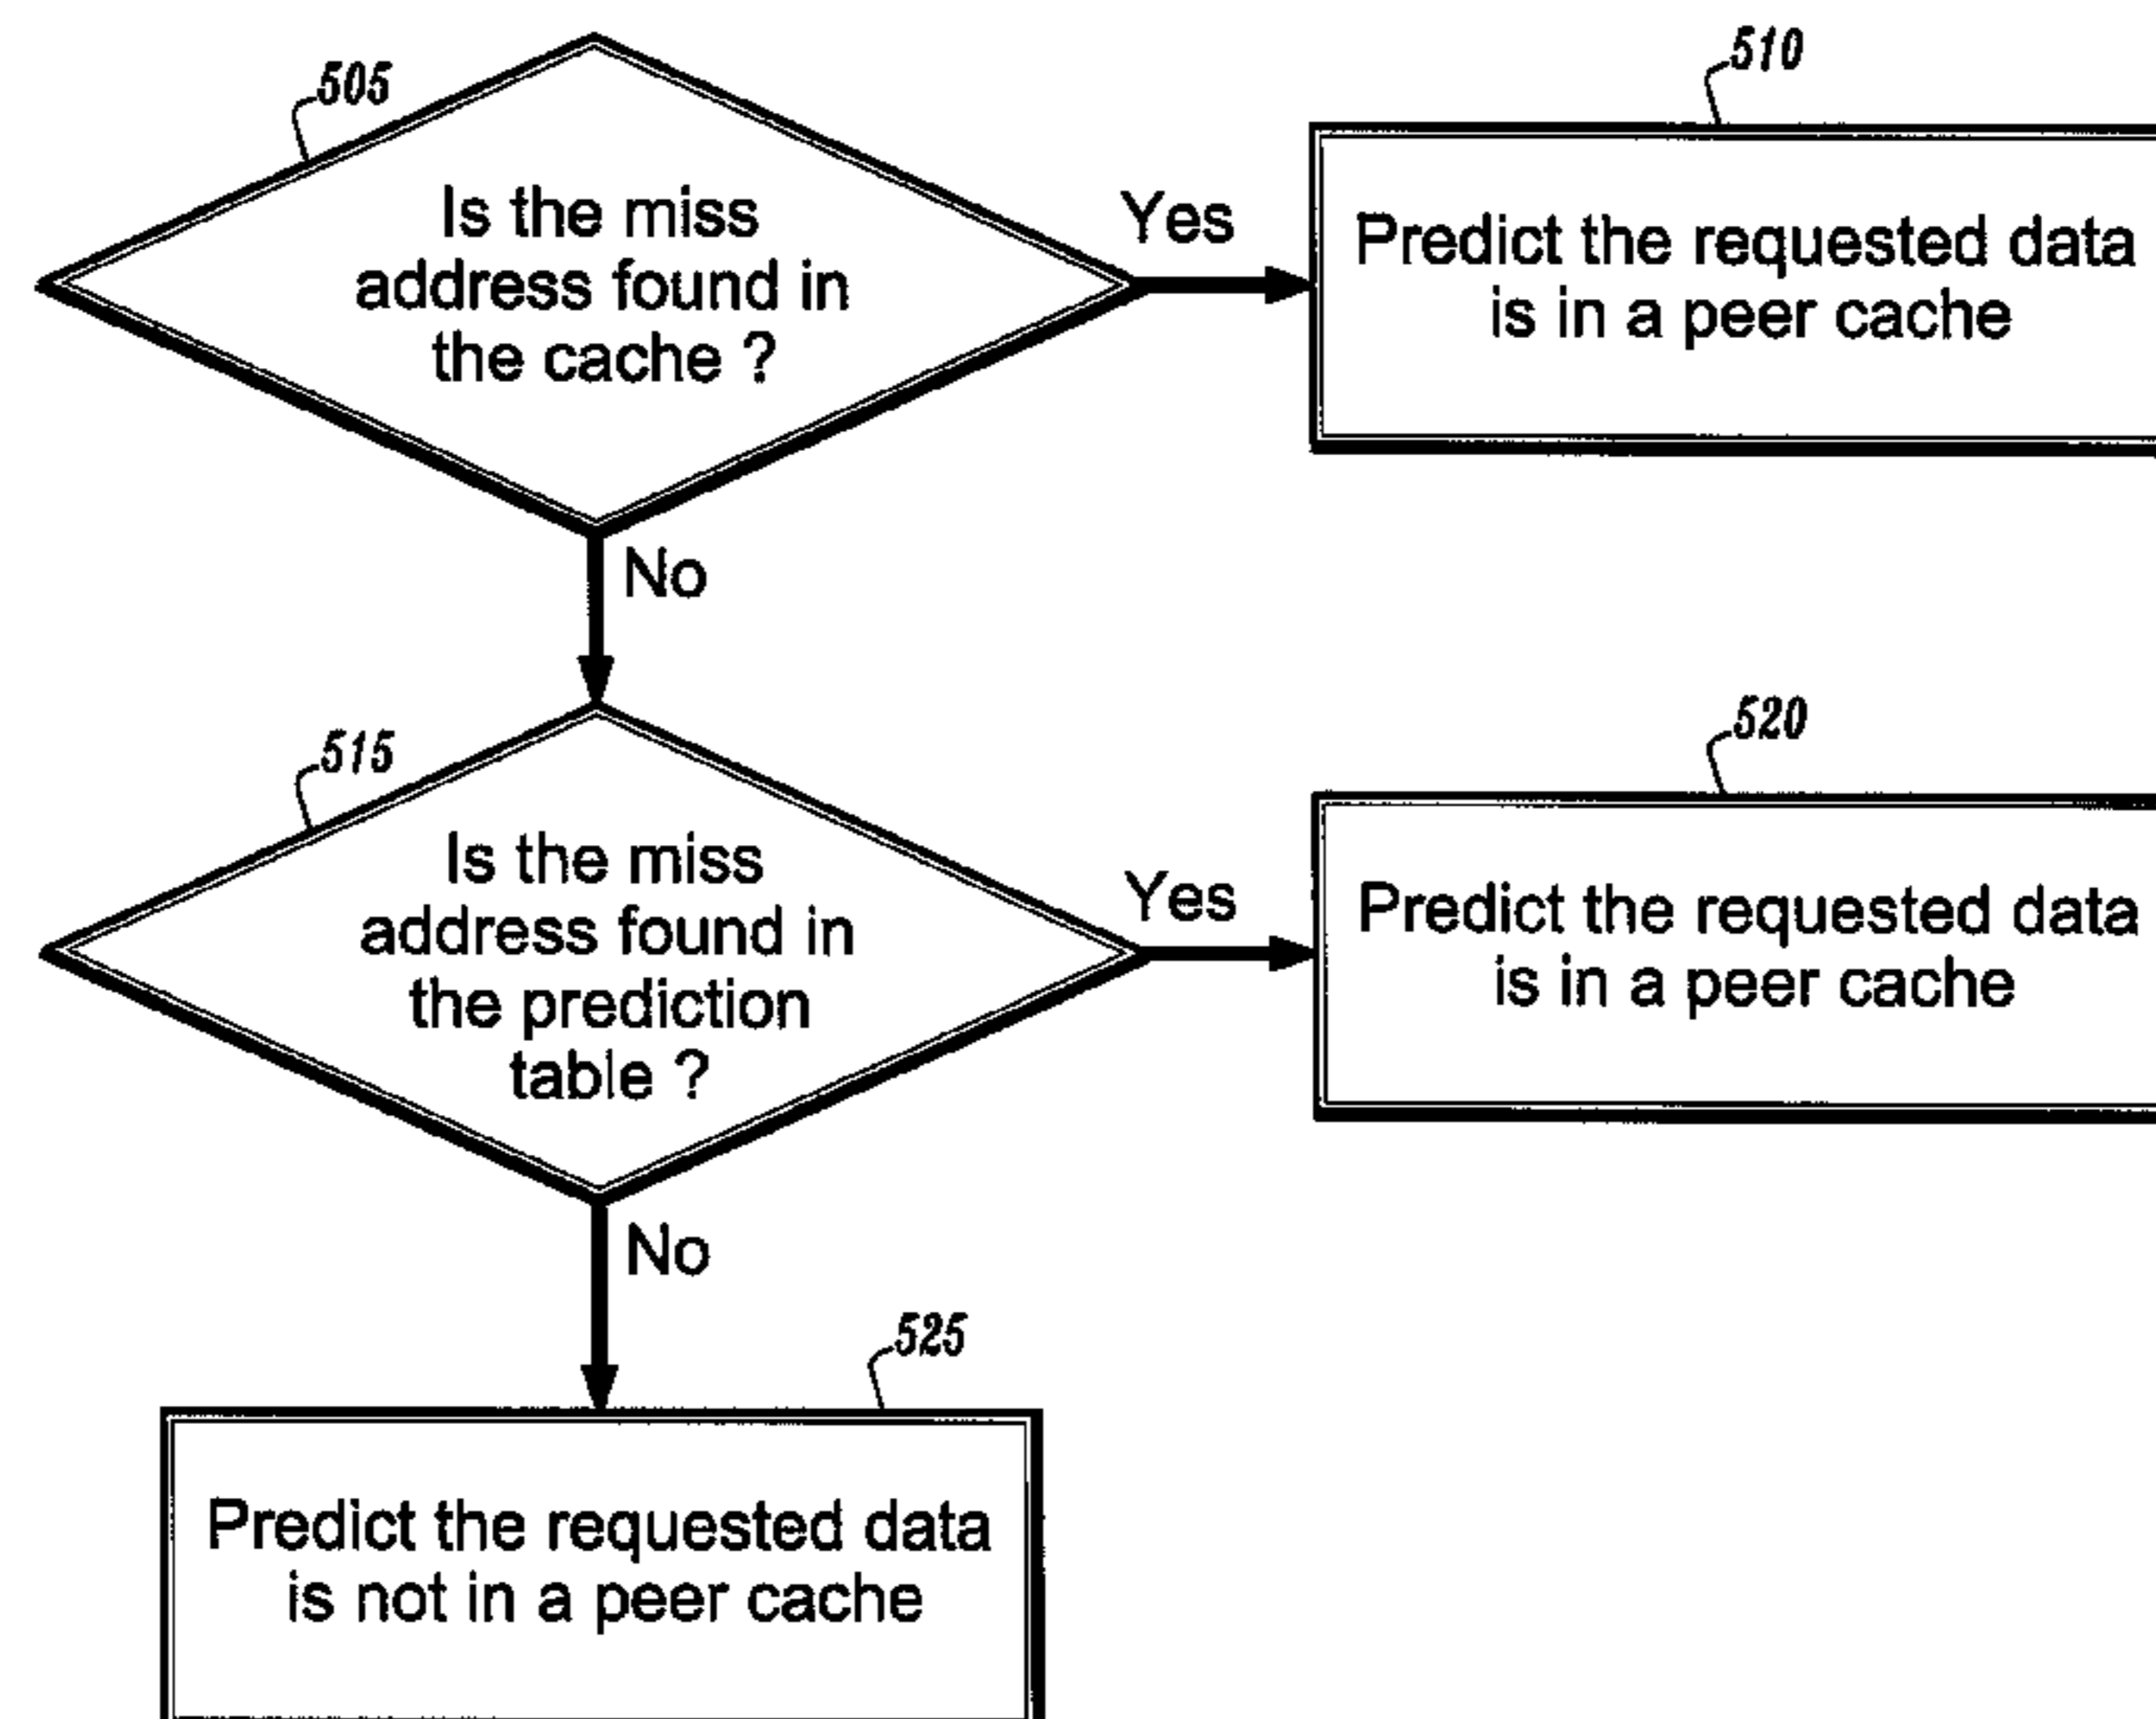 505
Is the miss
address found in
the cache ?
Yes
510
Predict the requested data
is in a peer cache
No
515
Is the miss
address found in
the prediction
table ?
Yes
520
Predict the requested data
is in a peer cache
No
525
Predict the requested data
is not in a peer cache